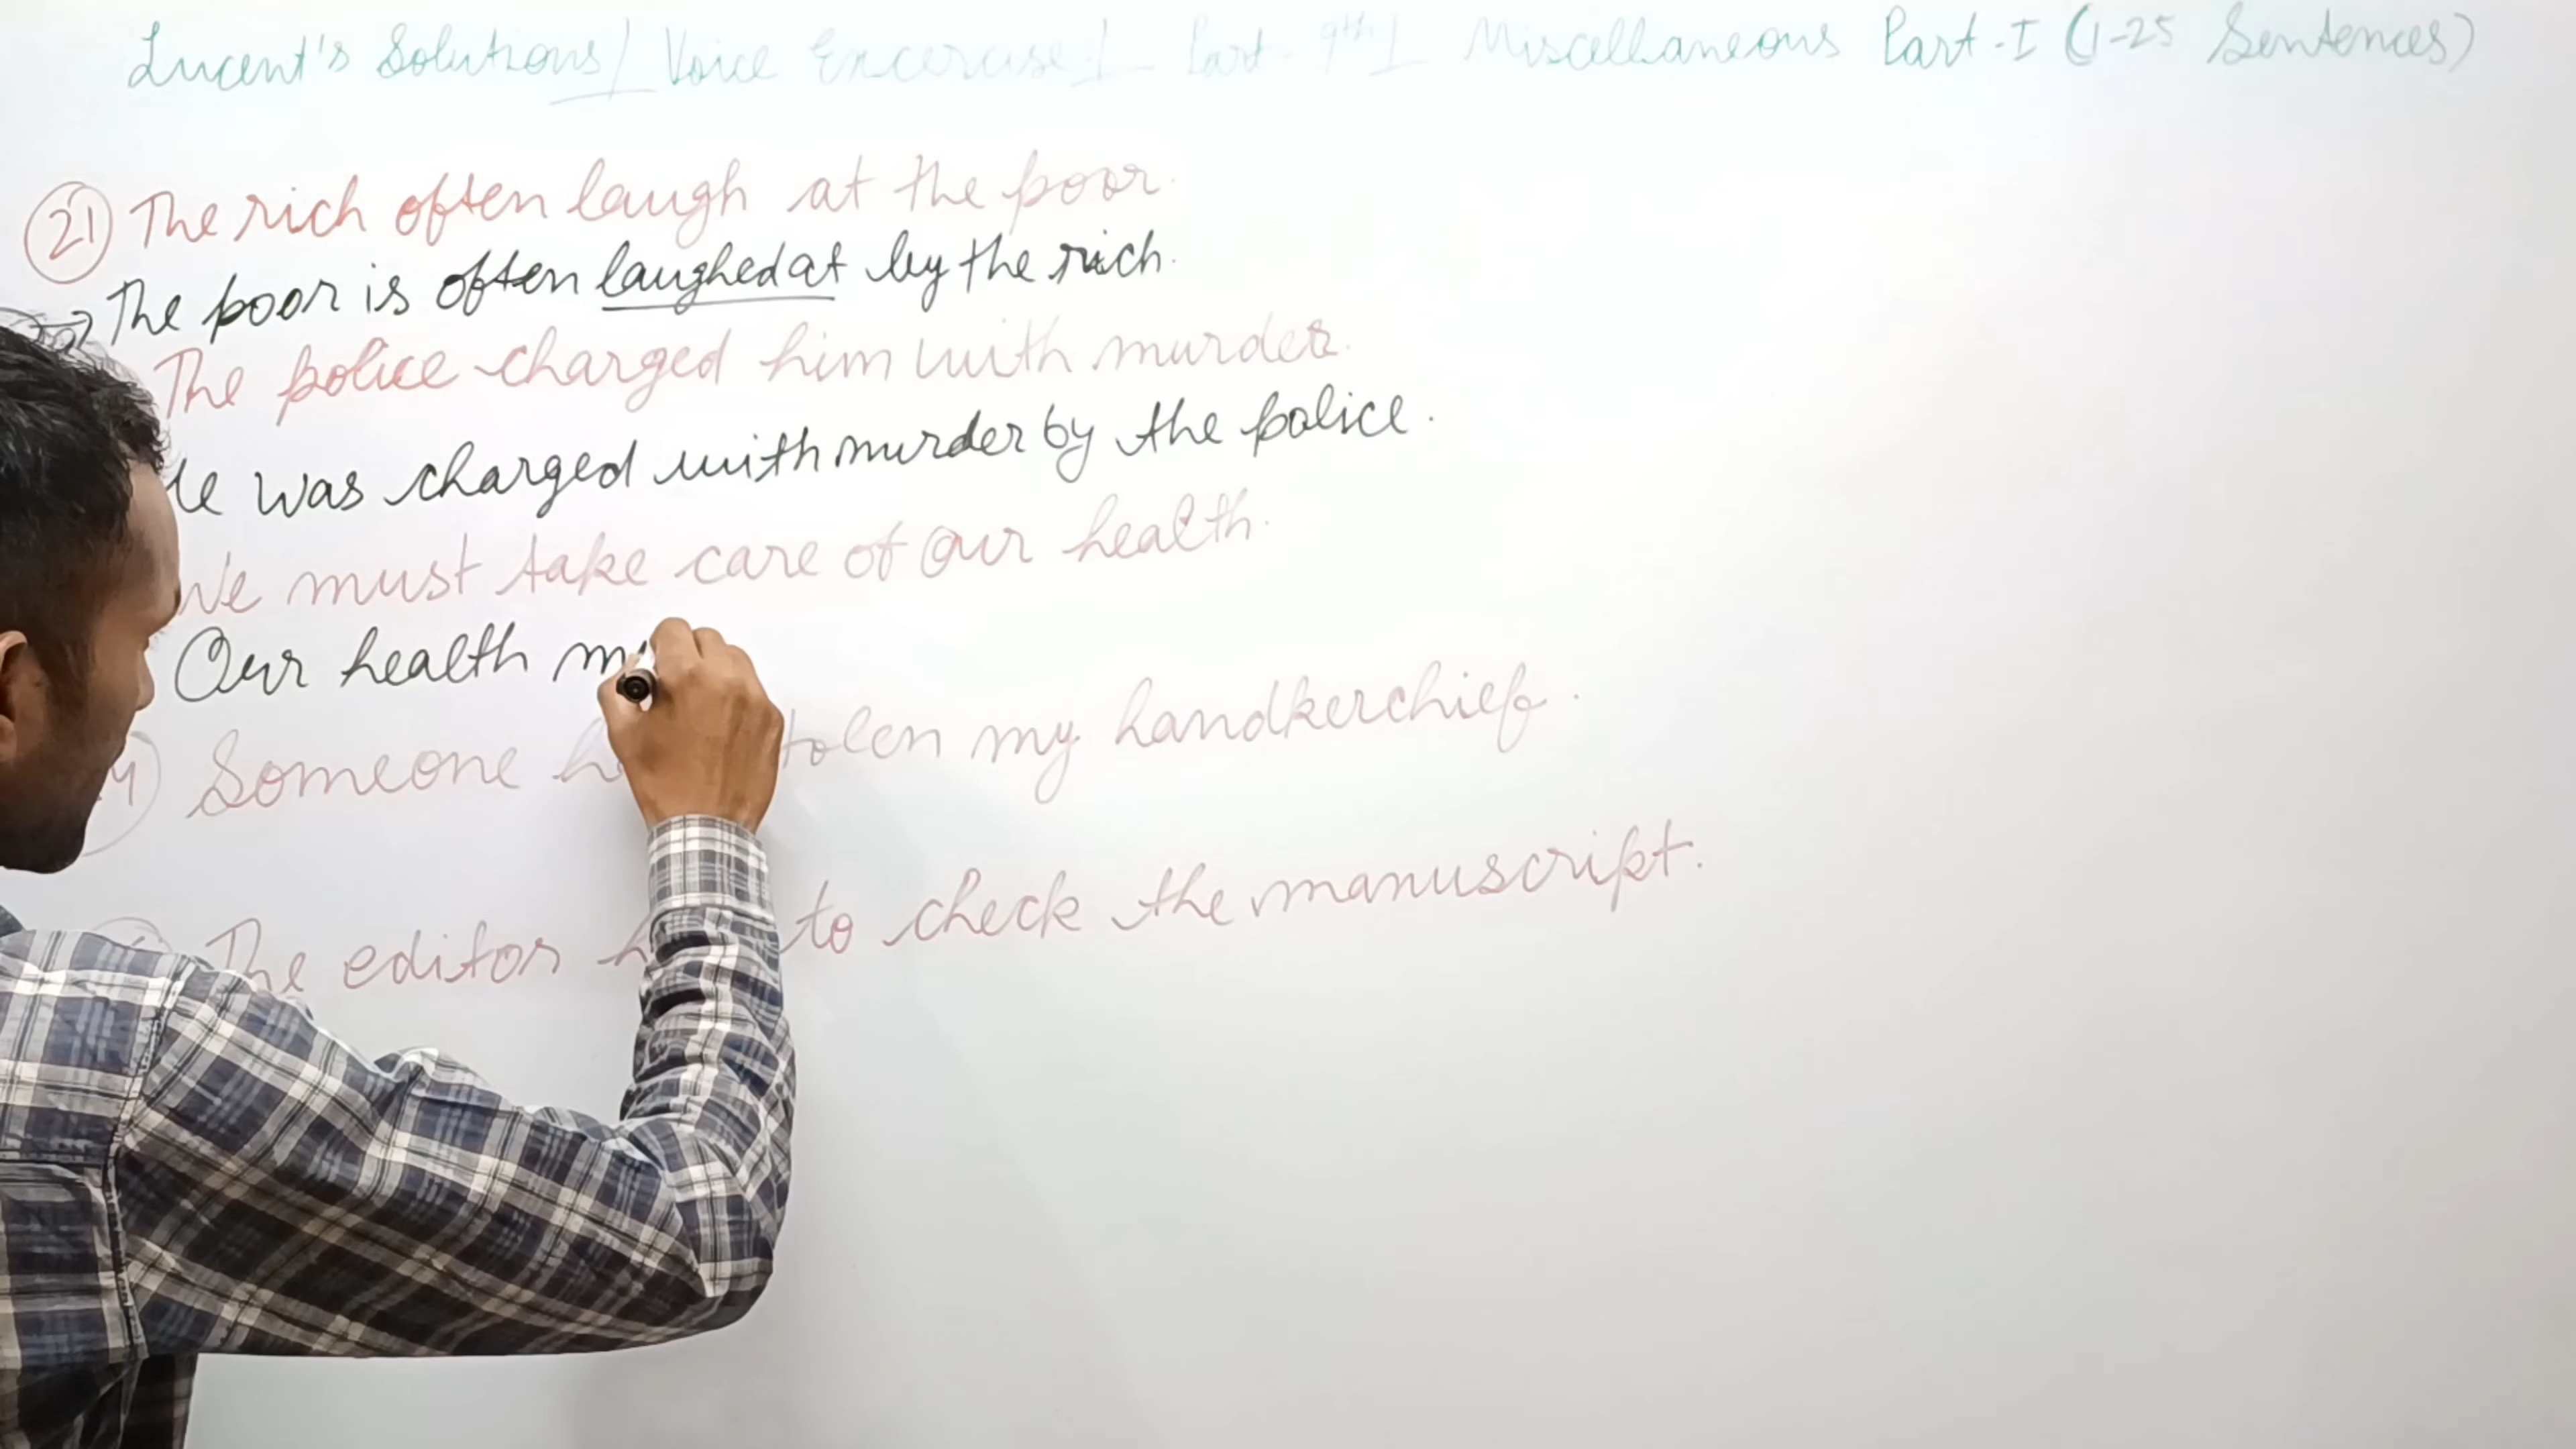 Lucent's Solutions/ Voice Excercise/ Part-9th/ Miscellaneous Part-I (1-25 Sentences)
21 The rich often laugh at the poor.
→ The poor is often laughed at by the rich.
The police charged him with murder.
was charged with murder by the police.
We must take care of our health.
Our health
Someone my handkerchief.
The editor to check the manuscript.